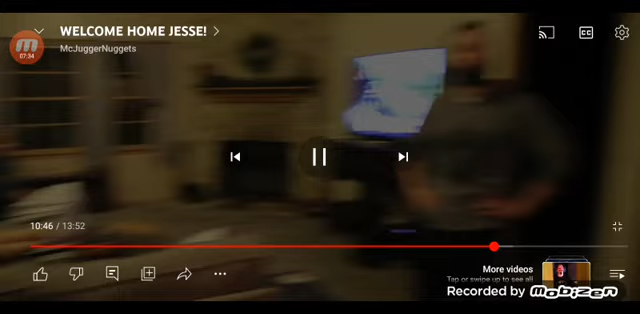 WELCOME HOME JESSE!
McJuggerNuggets
07:34
CC
10:46 / 13:52
More videos
Tap or swipe up to see all
Recorded by Mobizen